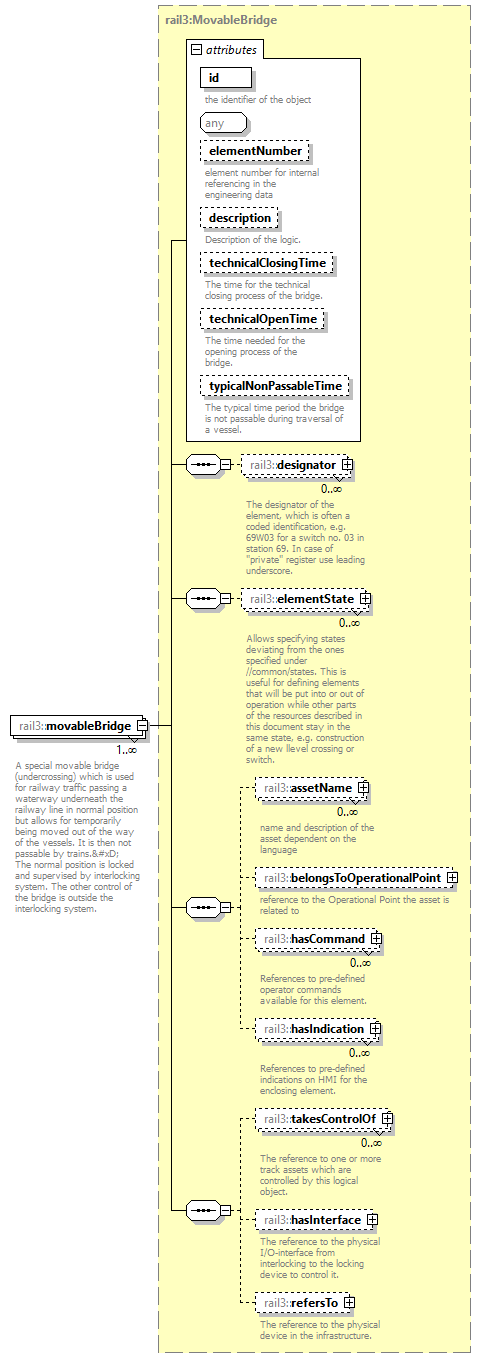 rail3:MovableBridge
attributes
id
the identifier of the object
any
elementNumber
element number for internal
referencing in the
engineering data
description
Description of the logic.
technicalClosingTime
The time for the technical
closing process of the bridge.
technicalOpenTime
The time needed for the
opening process of the
bridge.
typicalNonPassableTime
The typical time period the bridge
is not passable during traversal of
a vessel.
rail3::designator
0..∞
The designator of the
element, which is often a
coded identification, e.g.
69W03 for a switch no. 03 in
station 69. In case of
"private" register use leading
underscore.
rail3::elementState
0..∞
Allows specifying states
deviating from the ones
specified under
//common/states. This is
useful for defining elements
that will be put into or out of
operation while other parts
of the resources described in
this document stay in the
same state, e.g. construction
of a new llevel crossing or
switch.
rail3::movableBridge
1..∞
A special movable bridge
(undercrossing) which is used
for railway traffic passing a
waterway underneath the
railway line in normal position
but allows for temporarily
being moved out of the way
of the vessels. It is then not
passable by trains.&#xD;
The normal position is locked
and supervised by interlocking
system. The other control of
the bridge is outside the
interlocking system.
rail3::assetName
0..∞
name and description of the
asset dependent on the
language
rail3::belongsToOperationalPoint
reference to the Operational Point the asset is
related to
rail3::hasCommand
0..∞
References to pre-defined
operator commands
available for this element.
rail3::hasIndication
0..∞
References to pre-defined
indications on HMI for the
enclosing element.
rail3::takesControlOf
0..∞
The reference to one or more
track assets which are
controlled by this logical
object.
rail3::hasInterface
The reference to the physical
I/O-interface from
interlocking to the locking
device to control it.
rail3::refersTo
The reference to the physical
device in the infrastructure.